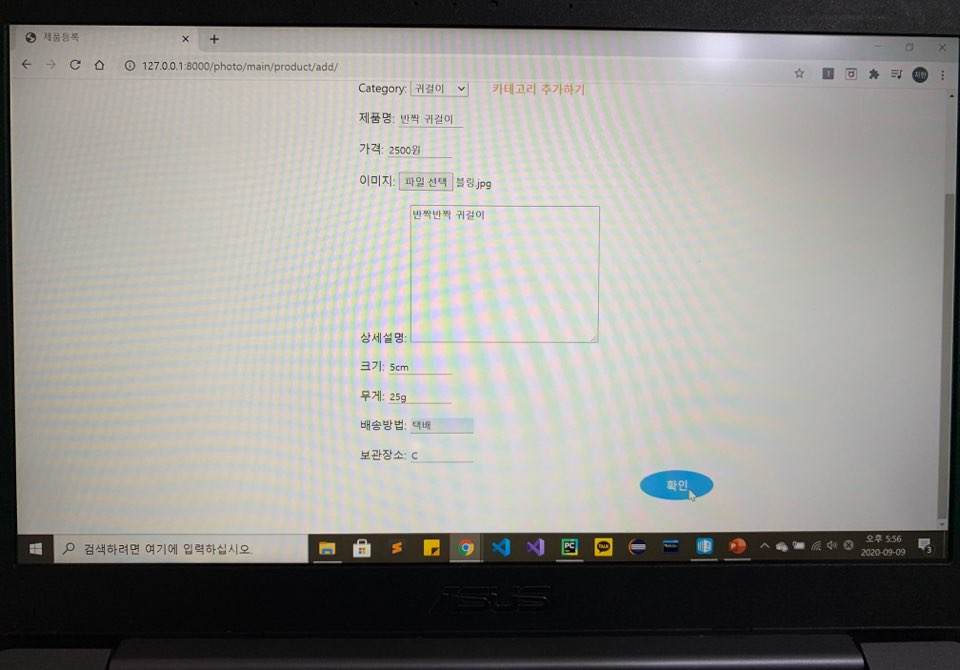 제품등록
127.0.0.1:8000/photo/main/product/add/
지현
Category: 귀걸이 카테고리 추가하기
제품명: 반짝 귀걸이
가격: 2500원
이미지: 파일 선택 블링.jpg
반짝반짝 귀걸이
상세설명:
크기: 5cm
무게: 25g
배송방법: 택배
보관장소: C
확인
검색하려면 여기에 입력하십시오.
PC
TALK
오후 5:56
2020-09-09
3
ASUS